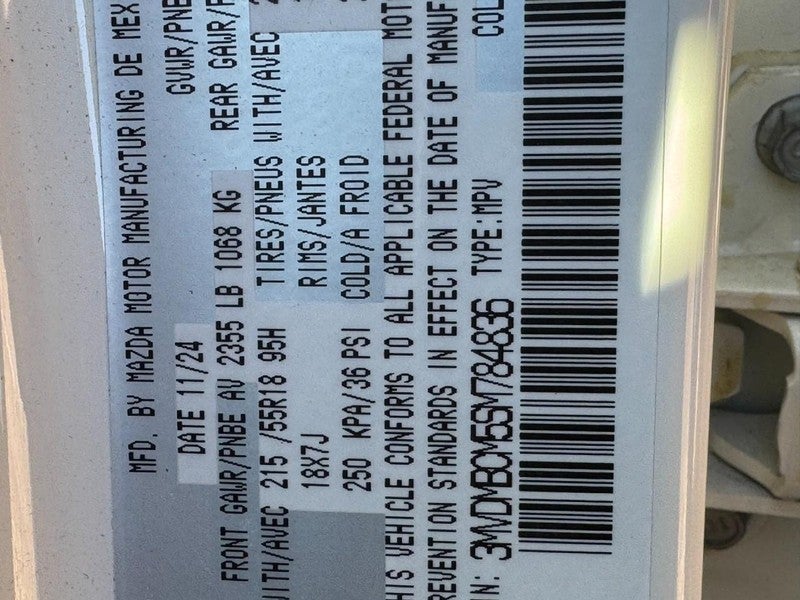 MFD. BY MAZDA MOTOR MANUFACTURING DE MEX
DATE 11/24 GVWR/PNB
FRONT GAWR/PNBE AV 2355 LB 1068 KG REAR GAWR/P
WITH/AVEC 215 /55R18 95H TIRES/PNEUS WITH/AVEC
18X7J RIMS/JANTES
250 KPA/36 PSI COLD/A FROID
HIS VEHICLE CONFORMS TO ALL APPLICABLE FEDERAL MOT
REVENTION STANDARDS IN EFFECT ON THE DATE OF MANUF
IN: 3MVDMBCM5SM784836 TYPE:MPV COL